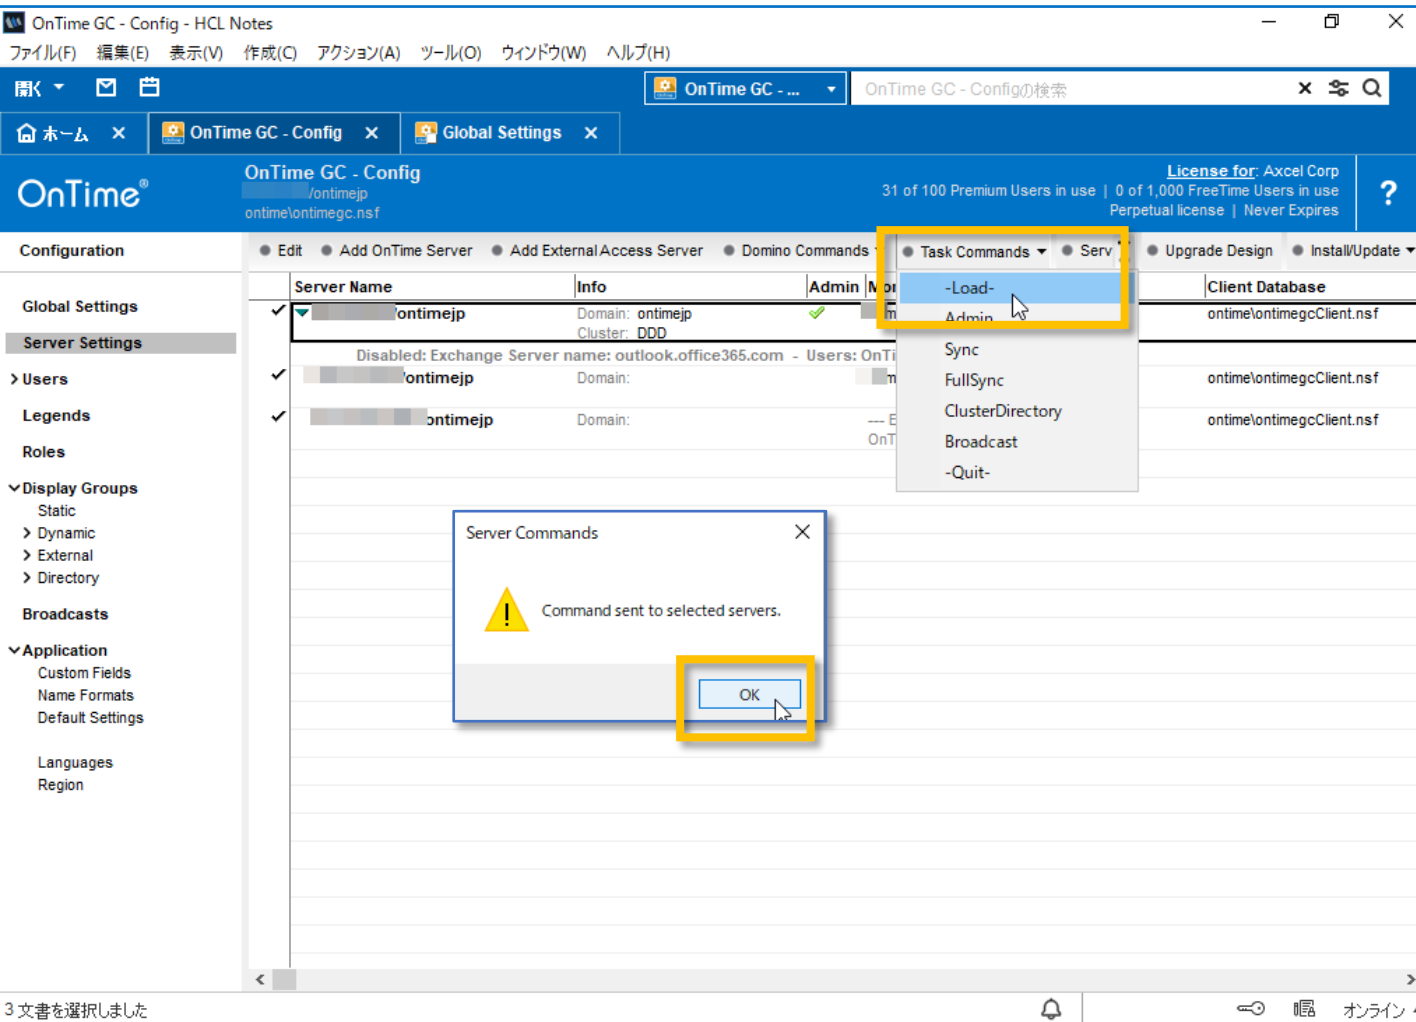 OnTime GC - Config - HCL Notes
ファイル(F) 編集(E) 表示(V) 作成(C) アクション(A) ツール(O) ウィンドウ(W) ヘルプ(H)
開く OnTime GC - ... OnTime GC - Configの検索
ホーム OnTime GC - Config Global Settings
OnTime®
OnTime GC - Config
/ontimejp
ontime\ontimegc.nsf
License for: Axcel Corp
31 of 100 Premium Users in use | 0 of 1,000 FreeTime Users in use
Perpetual license | Never Expires
?
Configuration
Edit Add OnTime Server Add External Access Server Domino Commands Task Commands Serv Upgrade Design Install/Update
Server Name Info Admin Client Database
Global Settings
Server Settings
Users
Legends
Roles
Display Groups
Static
Dynamic
External
Directory
Broadcasts
Application
Custom Fields
Name Formats
Default Settings
Languages
Region
ontimejp Domain: ontimejp ontime\ontimegcClient.nsf
Cluster: DDD
Disabled: Exchange Server name: outlook.office365.com - Users: OnTi
ontimejp Domain: ontime\ontimegcClient.nsf
ontimejp Domain: --- E ontime\ontimegcClient.nsf
OnT
-Load-
Admin
Sync
FullSync
ClusterDirectory
Broadcast
-Quit-
Server Commands
Command sent to selected servers.
OK
3 文書を選択しました オンライン